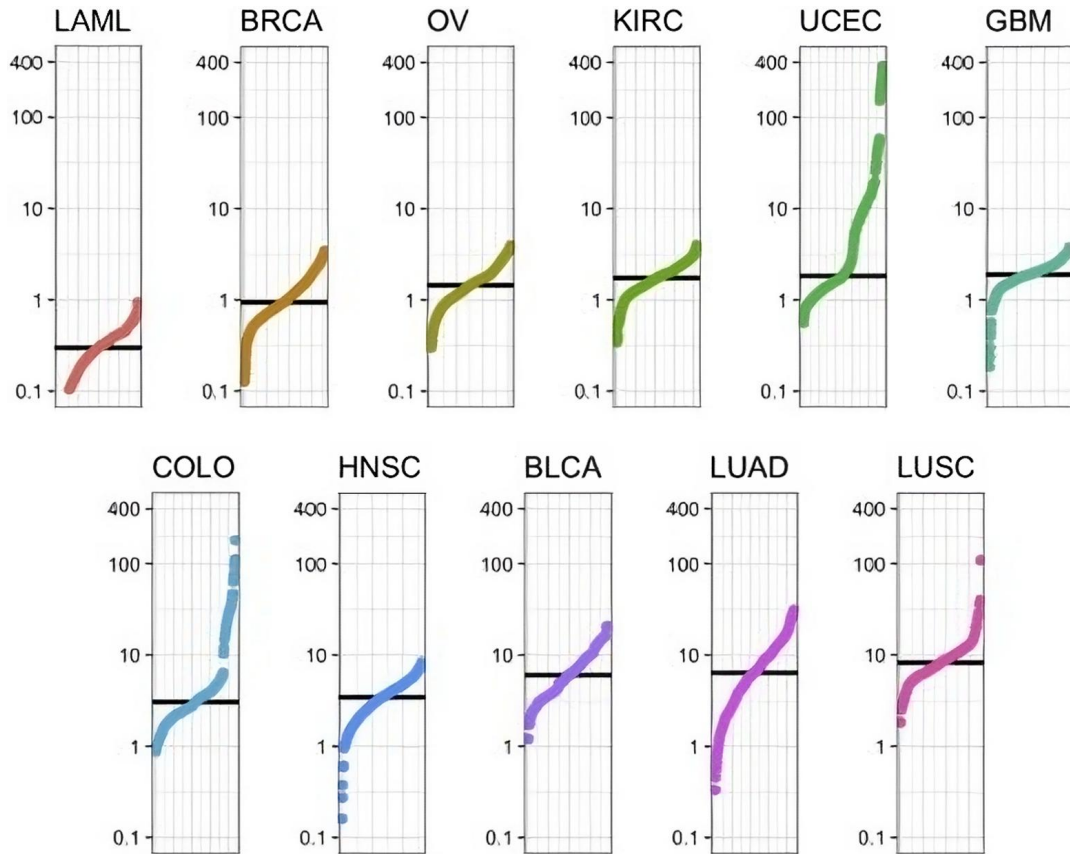 LAML BRCA OV KIRC UCEC GBM
400 400 400 400 400 400
100 100 100 100 100 100
10 10 10 10 10 10
1 1 1 1 1 1
0.1 0.1 0.1 0.1 0.1 0.1
COLO HNSC BLCA LUAD LUSC
400 400 400 400 400
100 100 100 100 100
10 10 10 10 10
1 1 1 1 1
0.1 0.1 0.1 0.1 0.1